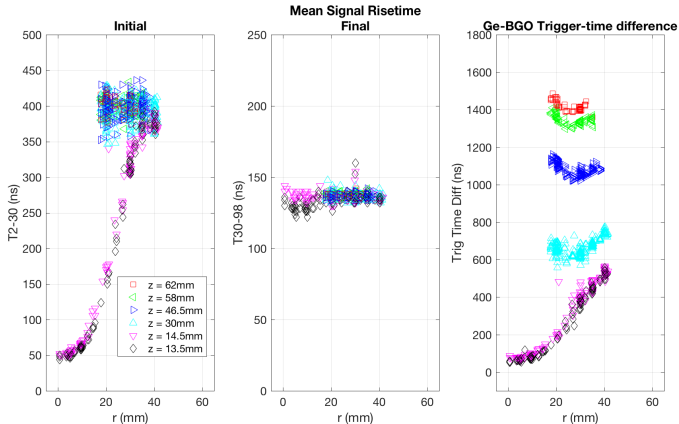 Mean Signal Risetime
Initial
Final
Ge-BGO Trigger-time difference
T2-30 (ns)
450
400
350
300
250
200
150
100
50
0
0
20
40
60
r (mm)
z = 62mm
z = 58mm
z = 46.5mm
z = 30mm
z = 14.5mm
z = 13.5mm
T30-98 (ns)
250
200
150
100
50
0
0
20
40
60
r (mm)
Trig Time Diff (ns)
1800
1600
1400
1200
1000
800
600
400
200
0
0
20
40
60
r (mm)